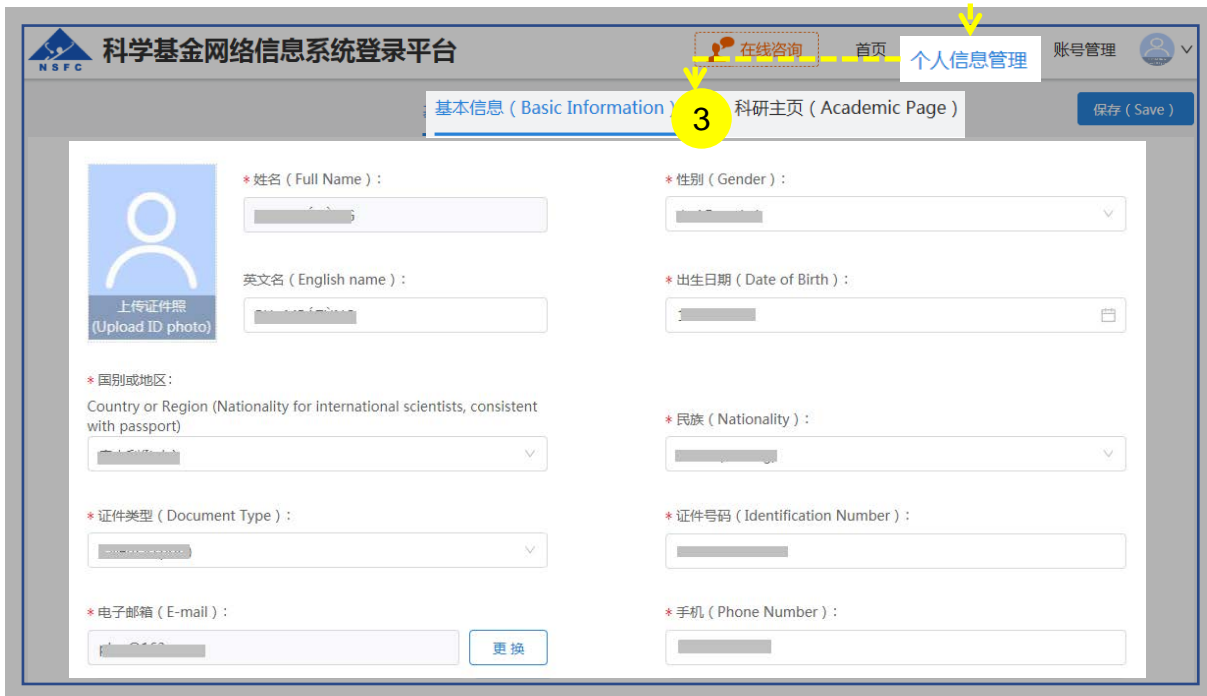 NSFC
科学基金网络信息系统登录平台
在线咨询
首页
个人信息管理
账号管理
基本信息（Basic Information）
3
科研主页（Academic Page）
保存（Save）
* 姓名（Full Name）：
* 性别（Gender）：
上传证件照
(Upload ID photo)
英文名（English name）：
* 出生日期（Date of Birth）：
* 国别或地区：
Country or Region (Nationality for international scientists, consistent
with passport)
* 民族（Nationality）：
* 证件类型（Document Type）：
* 证件号码（Identification Number）：
* 电子邮箱（E-mail）：
更换
* 手机（Phone Number）：